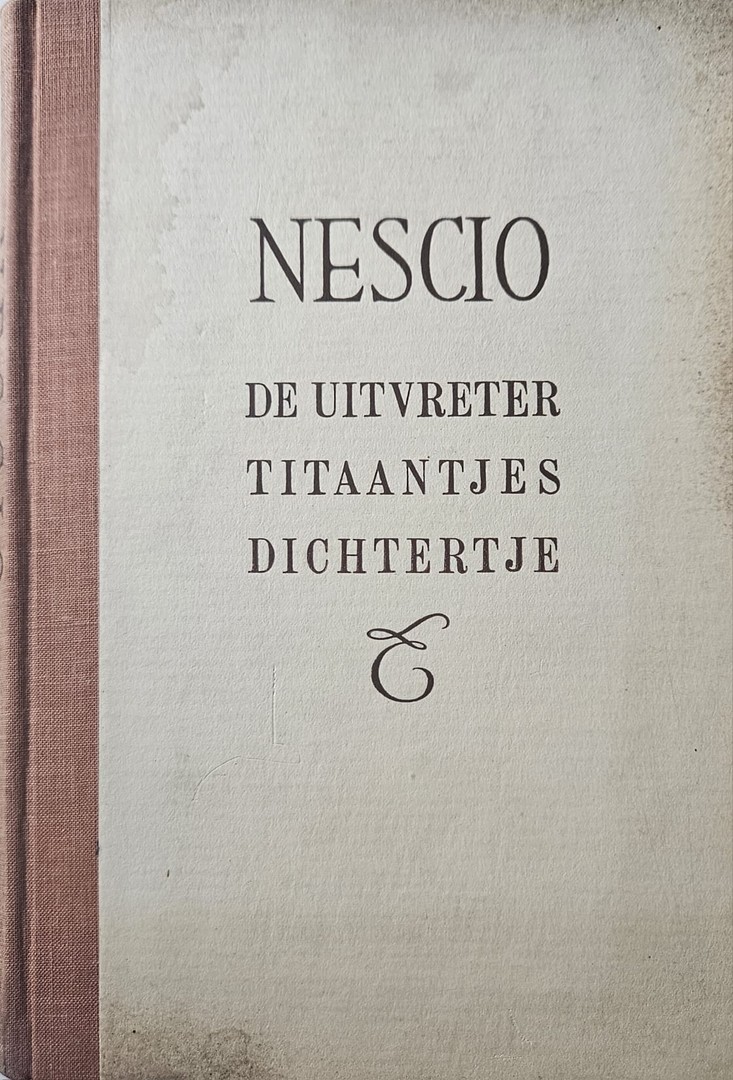 NESCIO
DE UITVRETER
TITAANTJES
DICHTERTJE